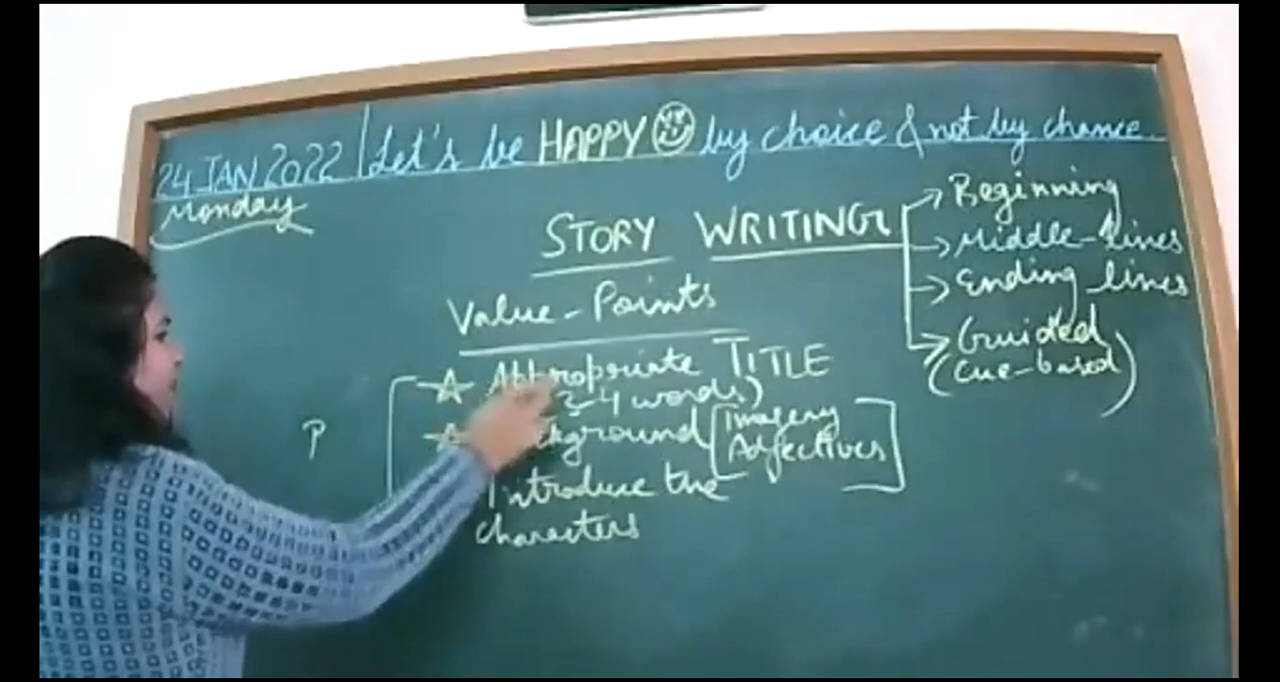 24 JAN 2022 Let's be HAPPY by choice & not by chance.
Monday
STORY WRITING
Beginning
Middle-lines
Ending lines
Guided
(Cue-based)
Value-Points
Appropriate TITLE
3-4 words)
Imagery
Adjectives
Introduce the
characters
P